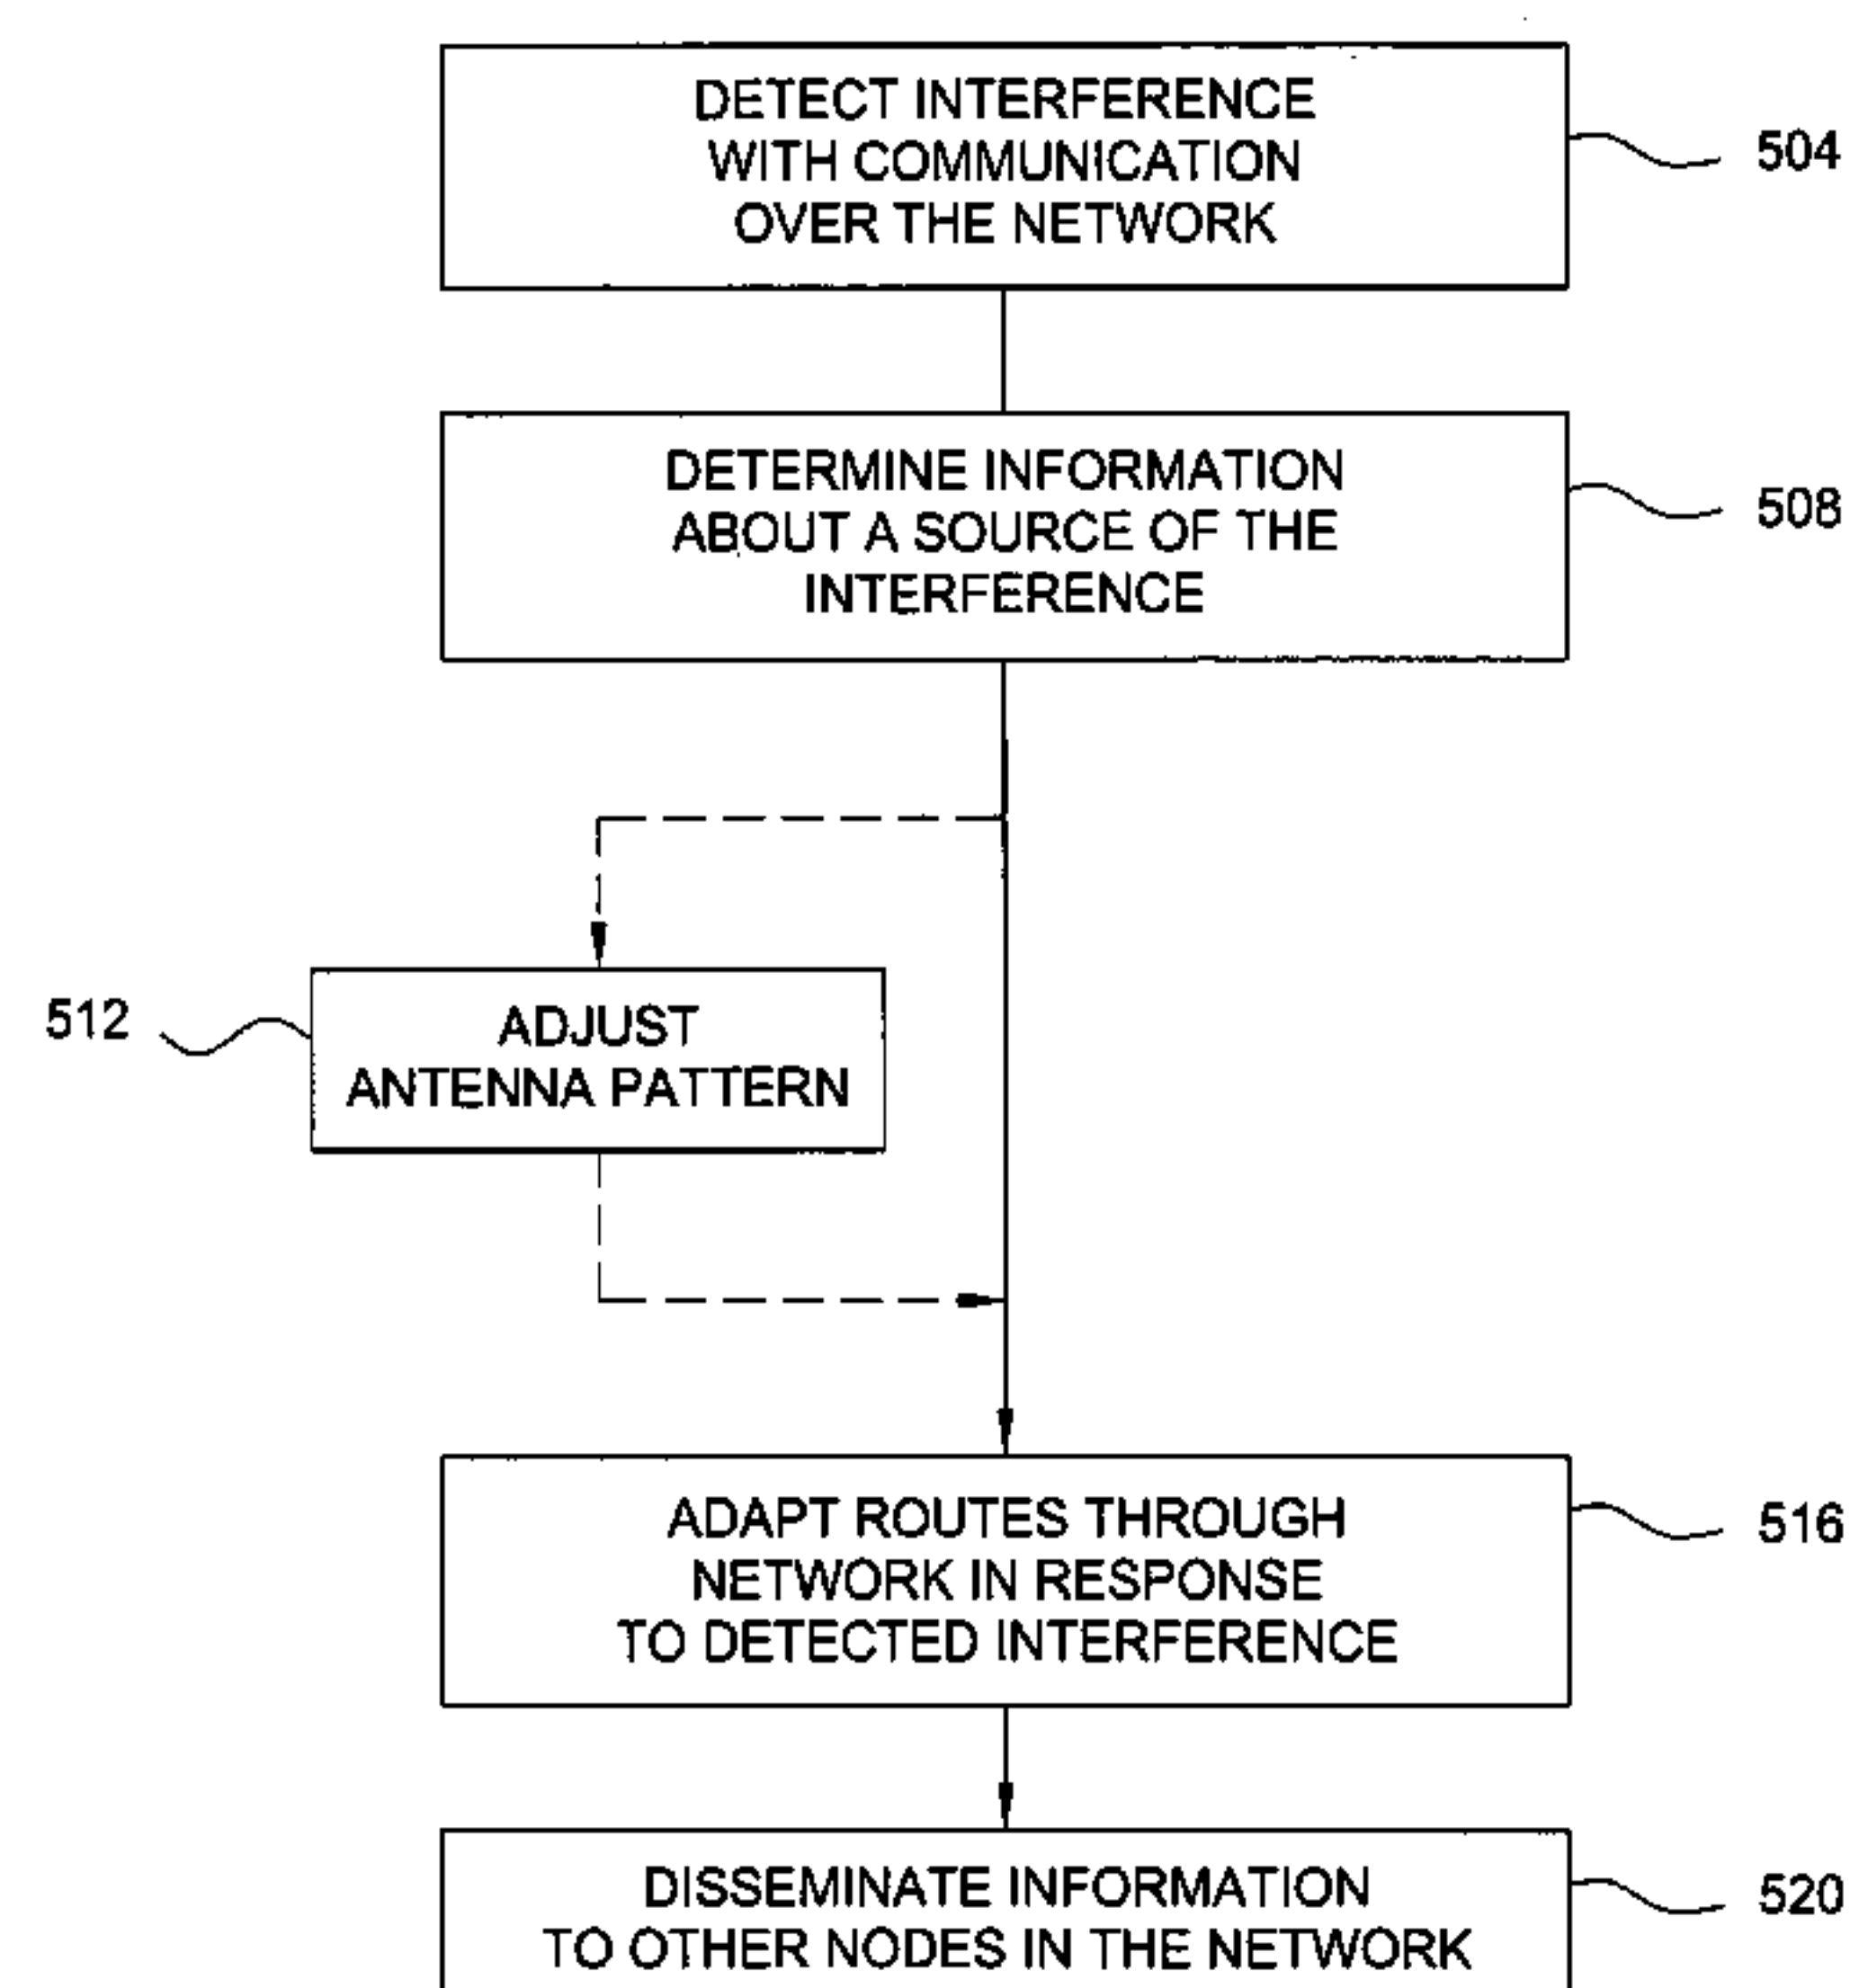 DETECT INTERFERENCE
WITH COMMUNICATION
OVER THE NETWORK
504
DETERMINE INFORMATION
ABOUT A SOURCE OF THE
INTERFERENCE
508
512
ADJUST
ANTENNA PATTERN
ADAPT ROUTES THROUGH
NETWORK IN RESPONSE
TO DETECTED INTERFERENCE
516
DISSEMINATE INFORMATION
TO OTHER NODES IN THE NETWORK
520